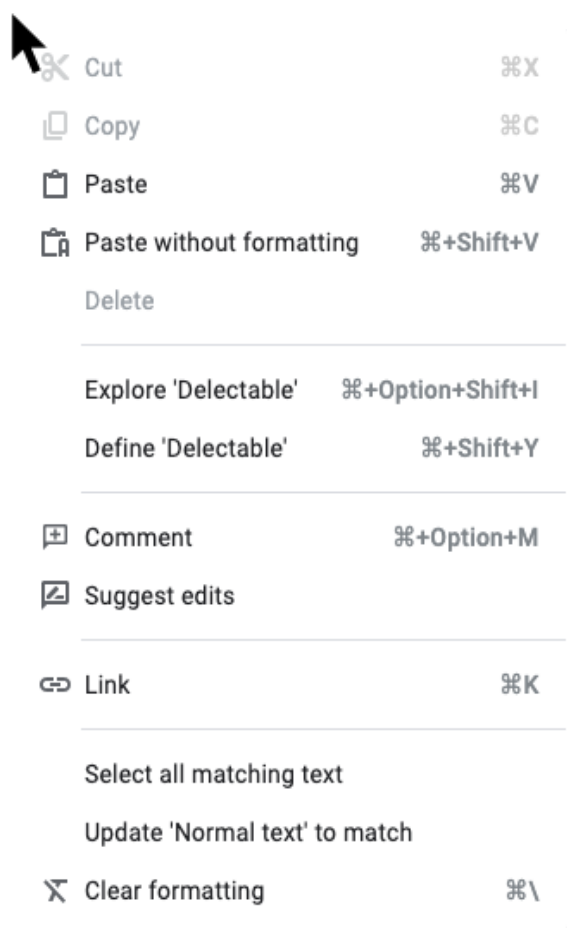 Cut ⌘X
Copy ⌘C
Paste ⌘V
Paste without formatting ⌘+Shift+V
Delete
Explore 'Delectable' ⌘+Option+Shift+I
Define 'Delectable' ⌘+Shift+Y
Comment ⌘+Option+M
Suggest edits
Link ⌘K
Select all matching text
Update 'Normal text' to match
Clear formatting ⌘\